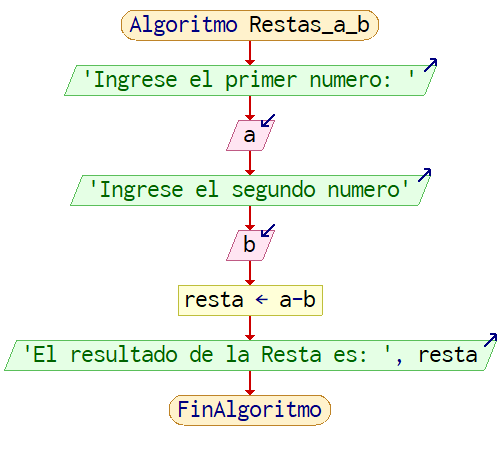 Algoritmo Restas_a_b
'Ingrese el primer numero: '
a
'Ingrese el segundo numero'
b
resta ← a-b
'El resultado de la Resta es: ', resta
FinAlgoritmo